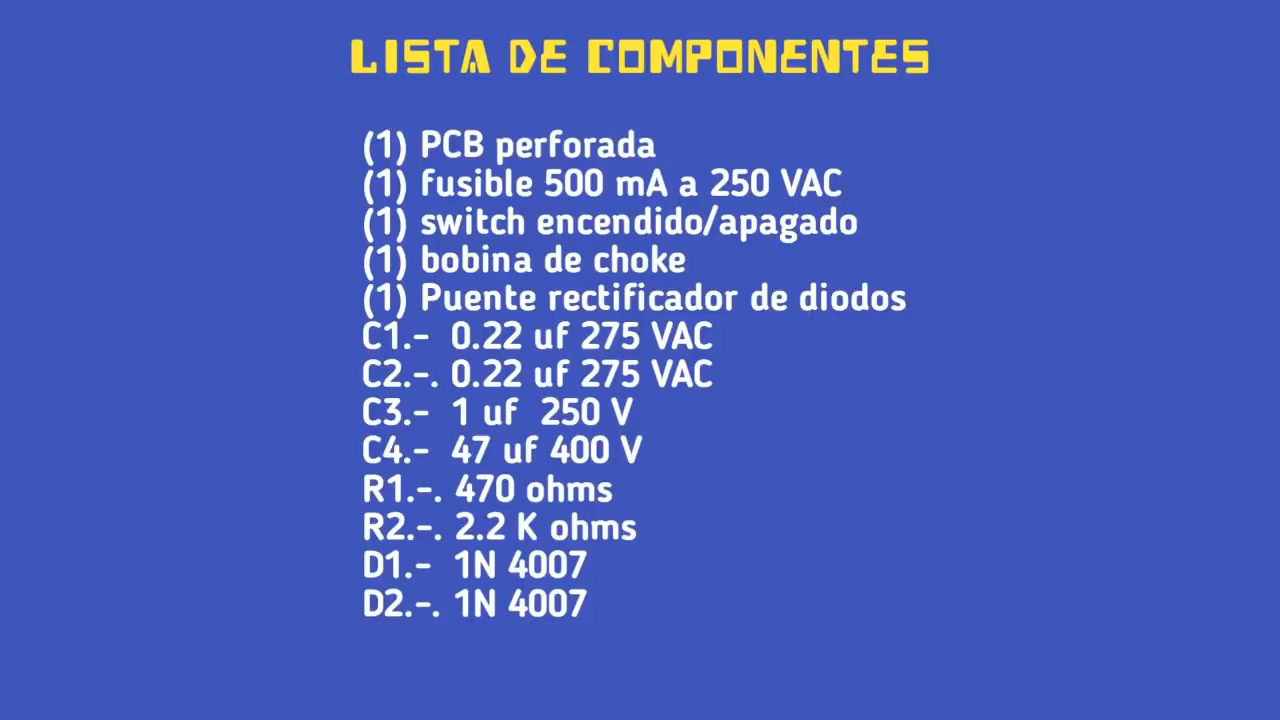 LISTA DE COMPONENTES
(1) PCB perforada
(1) fusible 500 mA a 250 VAC
(1) switch encendido/apagado
(1) bobina de choke
(1) Puente rectificador de diodos
C1.- 0.22 uf 275 VAC
C2.-. 0.22 uf 275 VAC
C3.- 1 uf 250 V
C4.- 47 uf 400 V
R1.-. 470 ohms
R2.-. 2.2 K ohms
D1.- 1N 4007
D2.-. 1N 4007